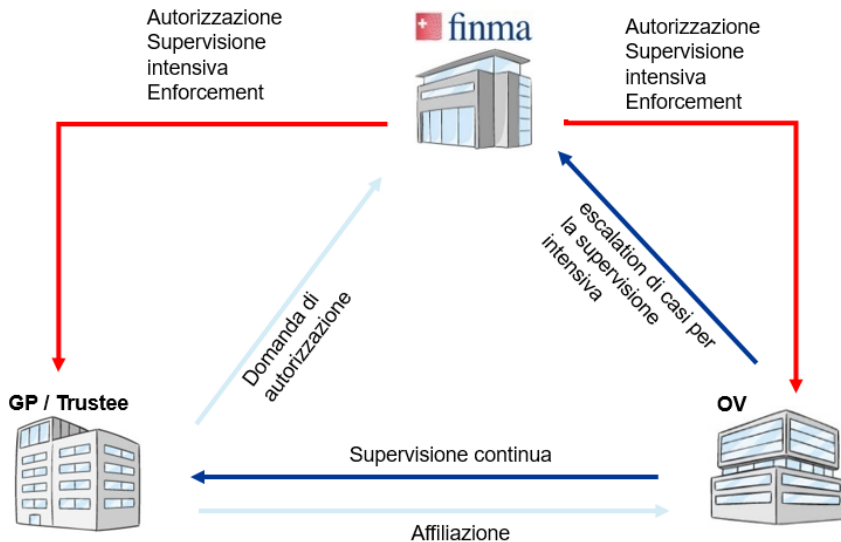 Autorizzazione
Supervisione
intensiva
Enforcement
finma
Autorizzazione
Supervisione
intensiva
Enforcement
escalation di casi per
la supervisione
intensiva
Domanda di
autorizzazione
GP / Trustee
OV
Supervisione continua
Affiliazione